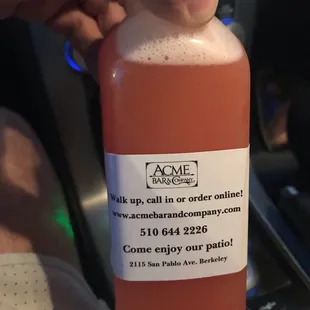 ACME
BAR & COMPANY
Walk up, call in or order online!
www.acmebarandcompany.com
510 644 2226
Come enjoy our patio!
2115 San Pablo Ave. Berkeley